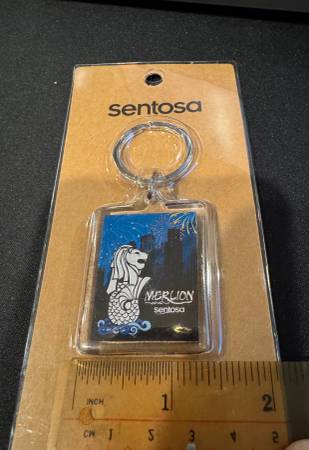 sentosa
MERLION
sentosa
INCH 1 2
CM 1 2 3 4 5